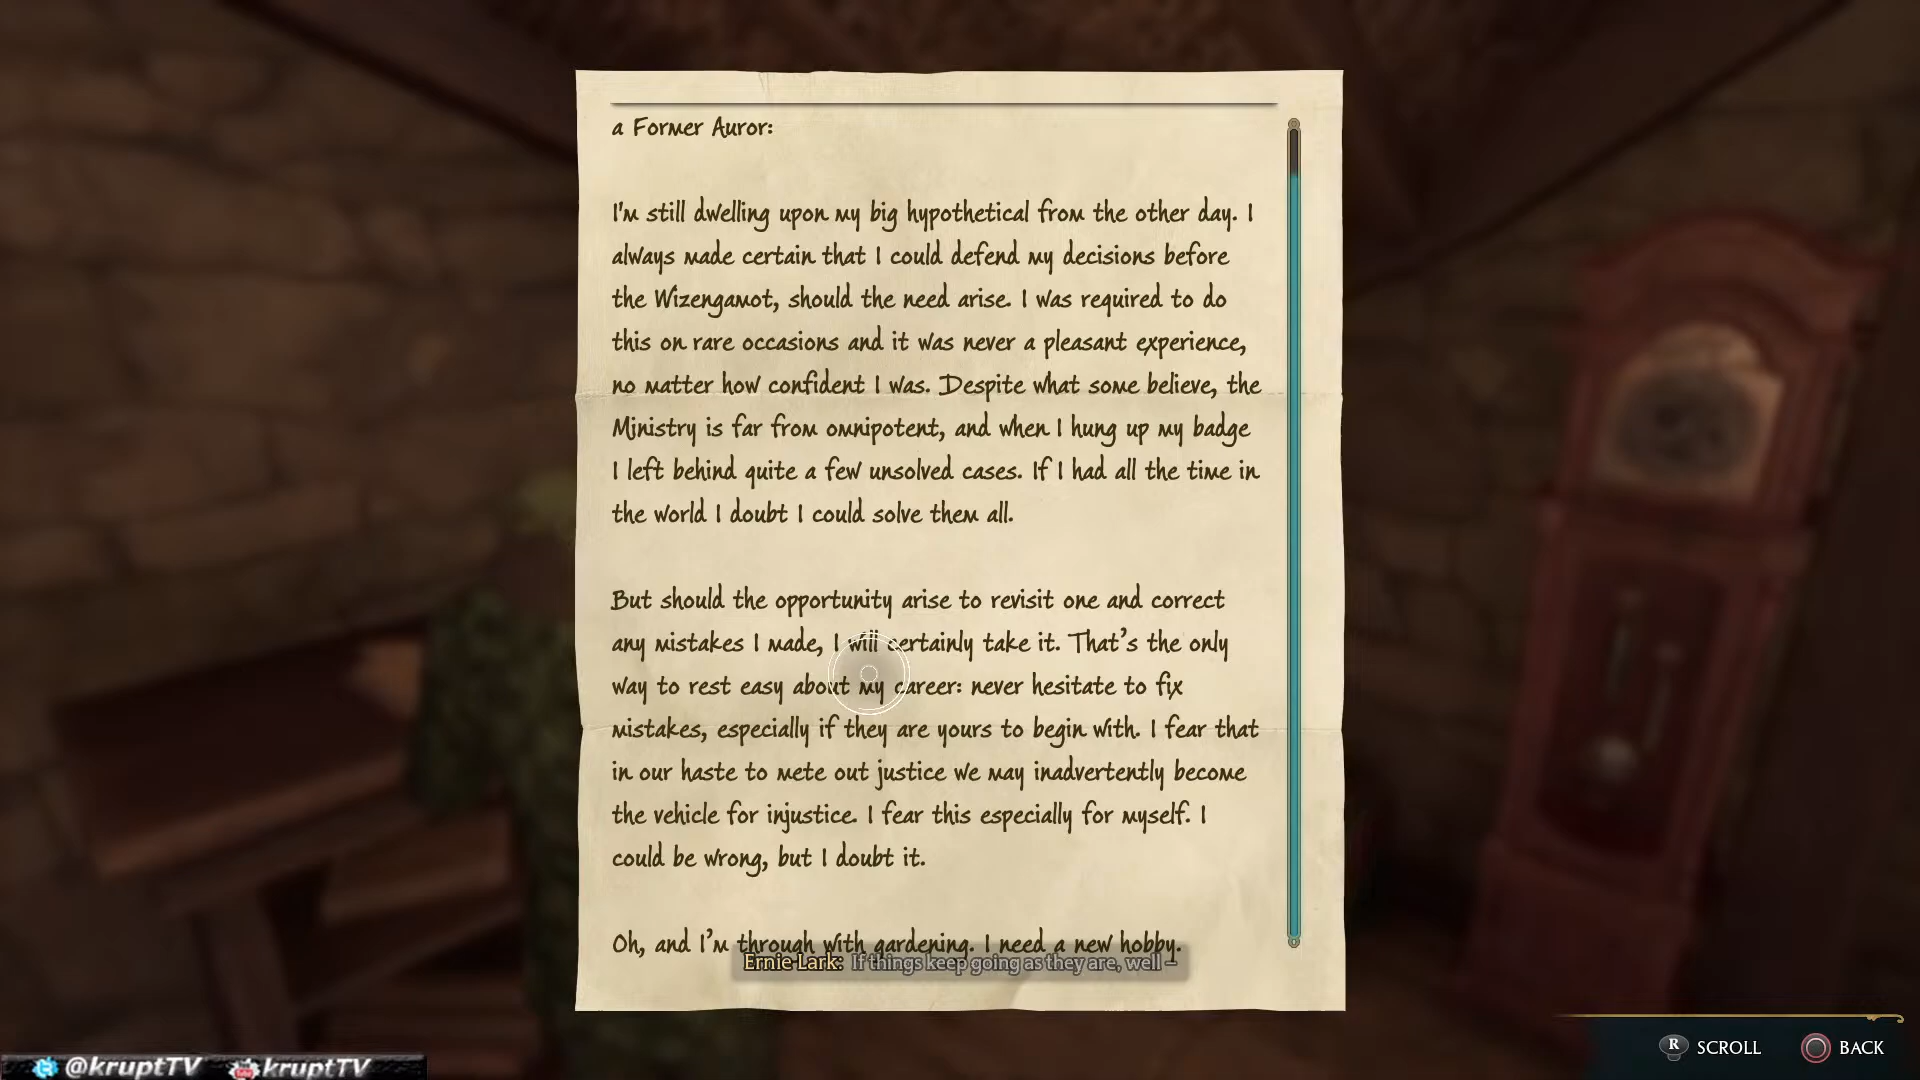 a Former Auror:
I'm still dwelling upon my big hypothetical from the other day. I
always made certain that I could defend my decisions before
the Wizengamot, should the need arise. I was required to do
this on rare occasions and it was never a pleasant experience,
no matter how confident I was. Despite what some believe, the
Ministry is far from omnipotent, and when I hung up my badge
I left behind quite a few unsolved cases. If I had all the time in
the world I doubt I could solve them all.
But should the opportunity arise to revisit one and correct
any mistakes I made, I will certainly take it. That's the only
way to rest easy about my career: never hesitate to fix
mistakes, especially if they are yours to begin with. I fear that
in our haste to mete out justice we may inadvertently become
the vehicle for injustice. I fear this especially for myself. I
could be wrong, but I doubt it.
Oh, and I'm through with gardening. I need a new hobby.
Ernie Lark: If things keep going as they are, well –
R SCROLL BACK
@kruptTV kruptTV